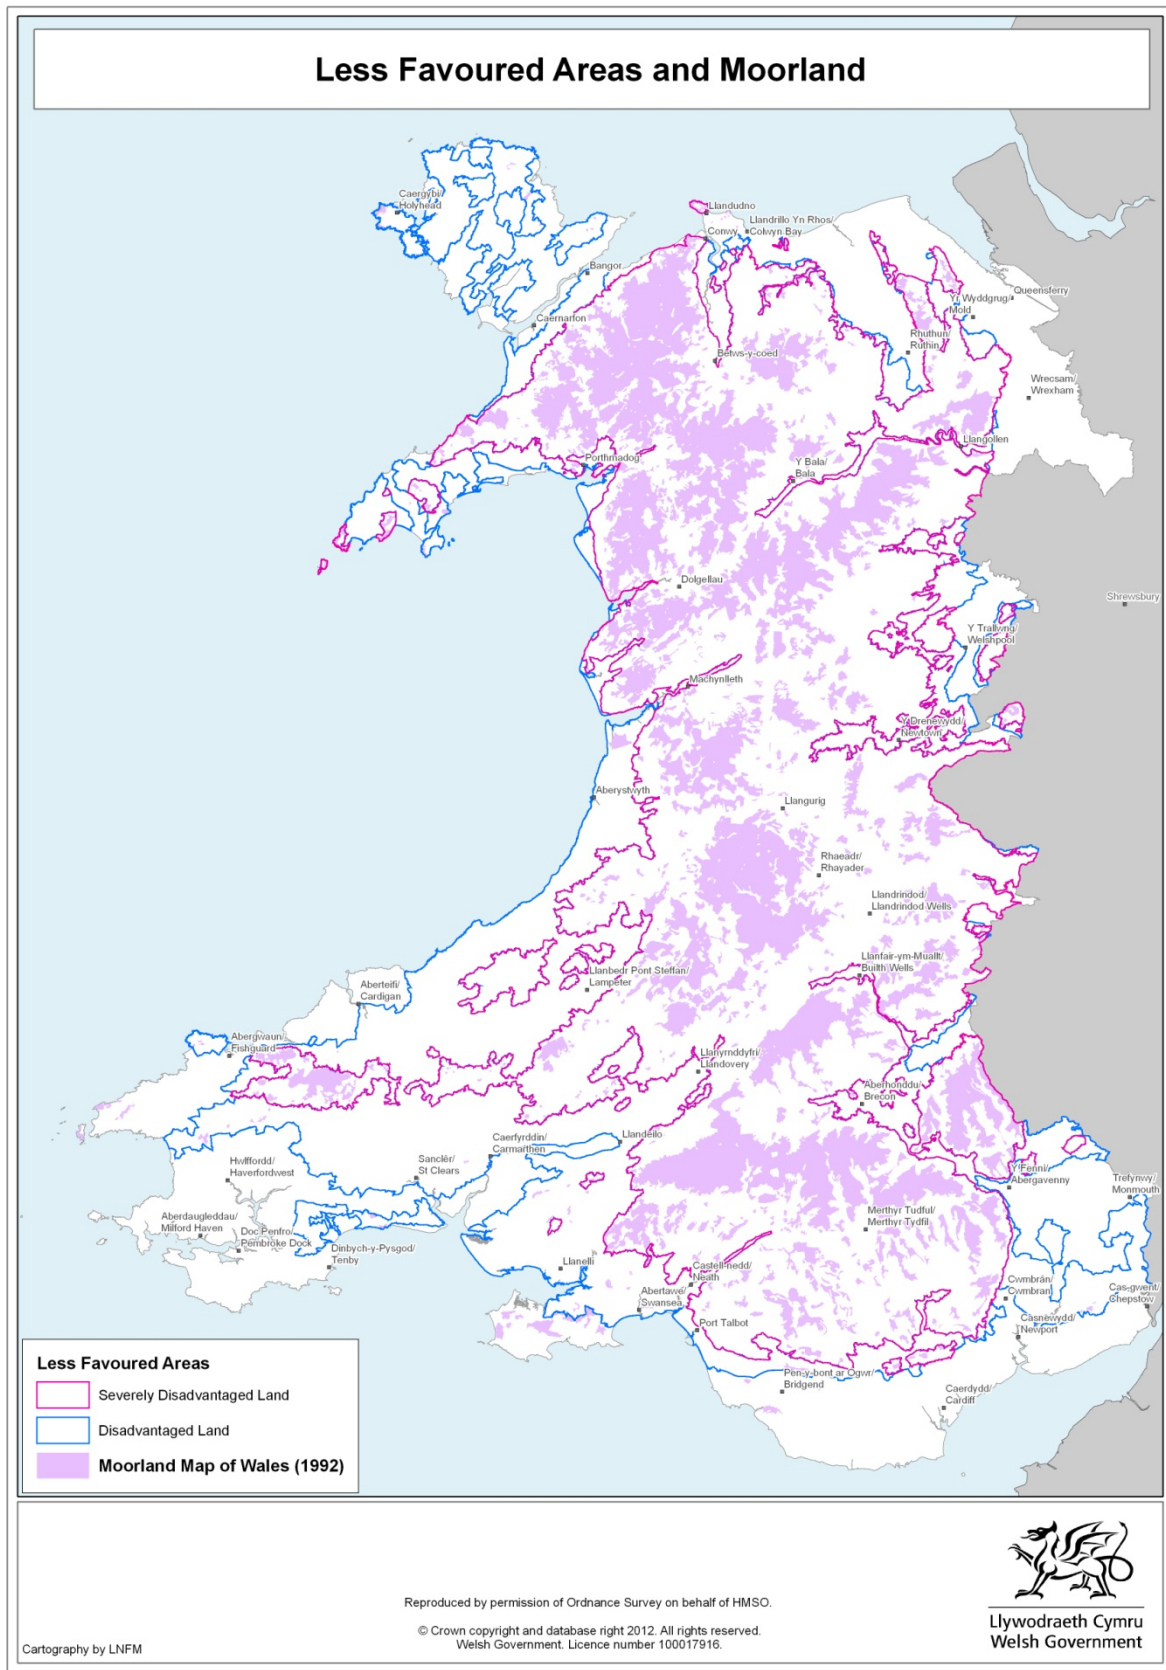 Less Favoured Areas and Moorland
Caergybi/
Holyhead
Llandudno
Llandrillo Yn Rhos/
Colwyn Bay
Conwy
Bangor
Queensferry
Yr Wyddgrug/
Mold
Caernarfon
Rhuthun/
Ruthin
Betws-y-coed
Wrecsam/
Wrexham
Llangollen
Porthmadog
Y Bala/
Bala
Dolgellau
Shrewsbury
Y Trallwng/
Welshpool
Machynlleth
Y Drenewydd/
Newtown
Aberystwyth
Llangurig
Rhaeadr/
Rhayader
Llandrindod/
Llandrindod Wells
Llanfair-ym-Muallt/
Builth Wells
Llanbedr Pont Steffan/
Lampeter
Aberteifi/
Cardigan
Abergwaun/
Fishguard
Llanymddyfri/
Llandovery
Aberhonddu/
Brecon
Caerfyrddin/
Carmarthen
Llandeilo
Sanclêr/
St Clears
Hwlffordd/
Haverfordwest
Y Fenni/
Abergavenny
Trefynwy/
Monmouth
Aberdaugleddau/
Milford Haven
Doc Penfro/
Pembroke Dock
Merthyr Tudful/
Merthyr Tydfil
Dinbych-y-Pysgod/
Tenby
Llanelli
Castell-nedd/
Neath
Abertawe/
Swansea
Cwmbrân/
Cwmbran
Cas-gwent/
Chepstow
Casnewydd/
Newport
Port Talbot
Pen-y-bont ar Ogwr/
Bridgend
Caerdydd/
Cardiff
Less Favoured Areas
Severely Disadvantaged Land
Disadvantaged Land
Moorland Map of Wales (1992)
Reproduced by permission of Ordnance Survey on behalf of HMSO.
© Crown copyright and database right 2012. All rights reserved.
Welsh Government. Licence number 100017916.
Cartography by LNFM
Llywodraeth Cymru
Welsh Government